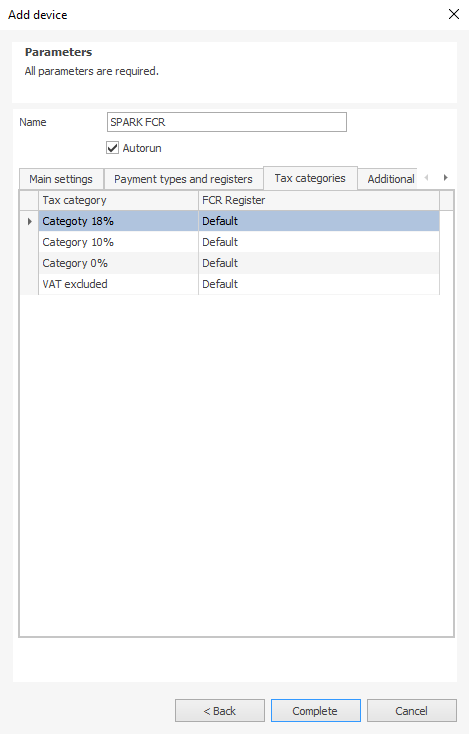 Add device
Parameters
All parameters are required.
Name SPARK FCR
Autorun
Main settings Payment types and registers Tax categories Additional
Tax category FCR Register
Categoty 18% Default
Category 10% Default
Category 0% Default
VAT excluded Default
< Back Complete Cancel